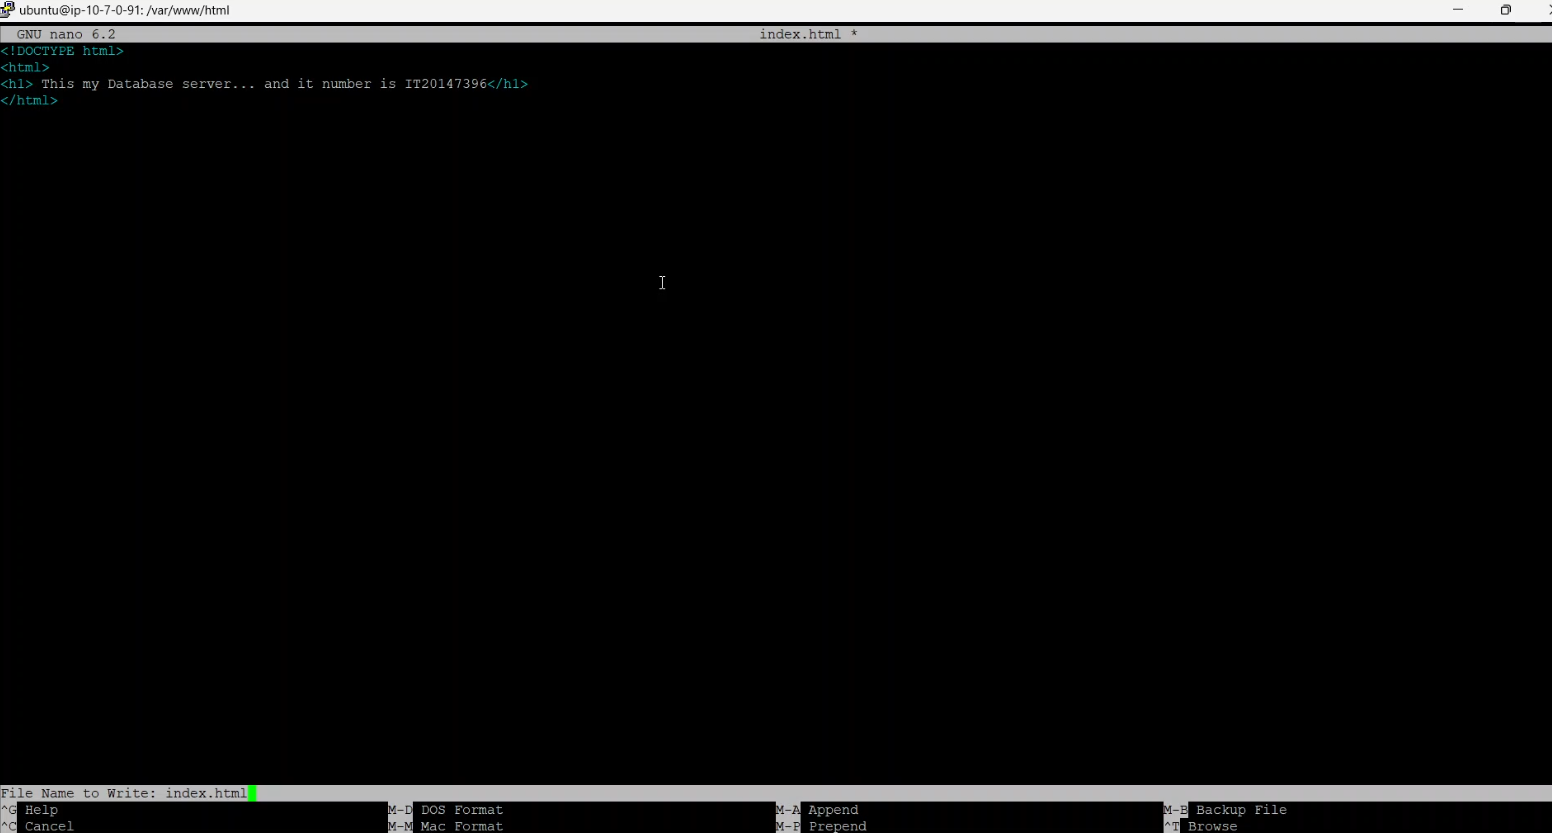 ubuntu@ip-10-7-0-91: /var/www/html
GNU nano 6.2 index.html *
<!DOCTYPE html>
<html>
<h1> This my Database server... and it number is IT20147396</h1>
</html>
File Name to Write: index.html
^G Help M-D DOS Format M-A Append M-B Backup File
^C Cancel M-M Mac Format M-P Prepend ^T Browse